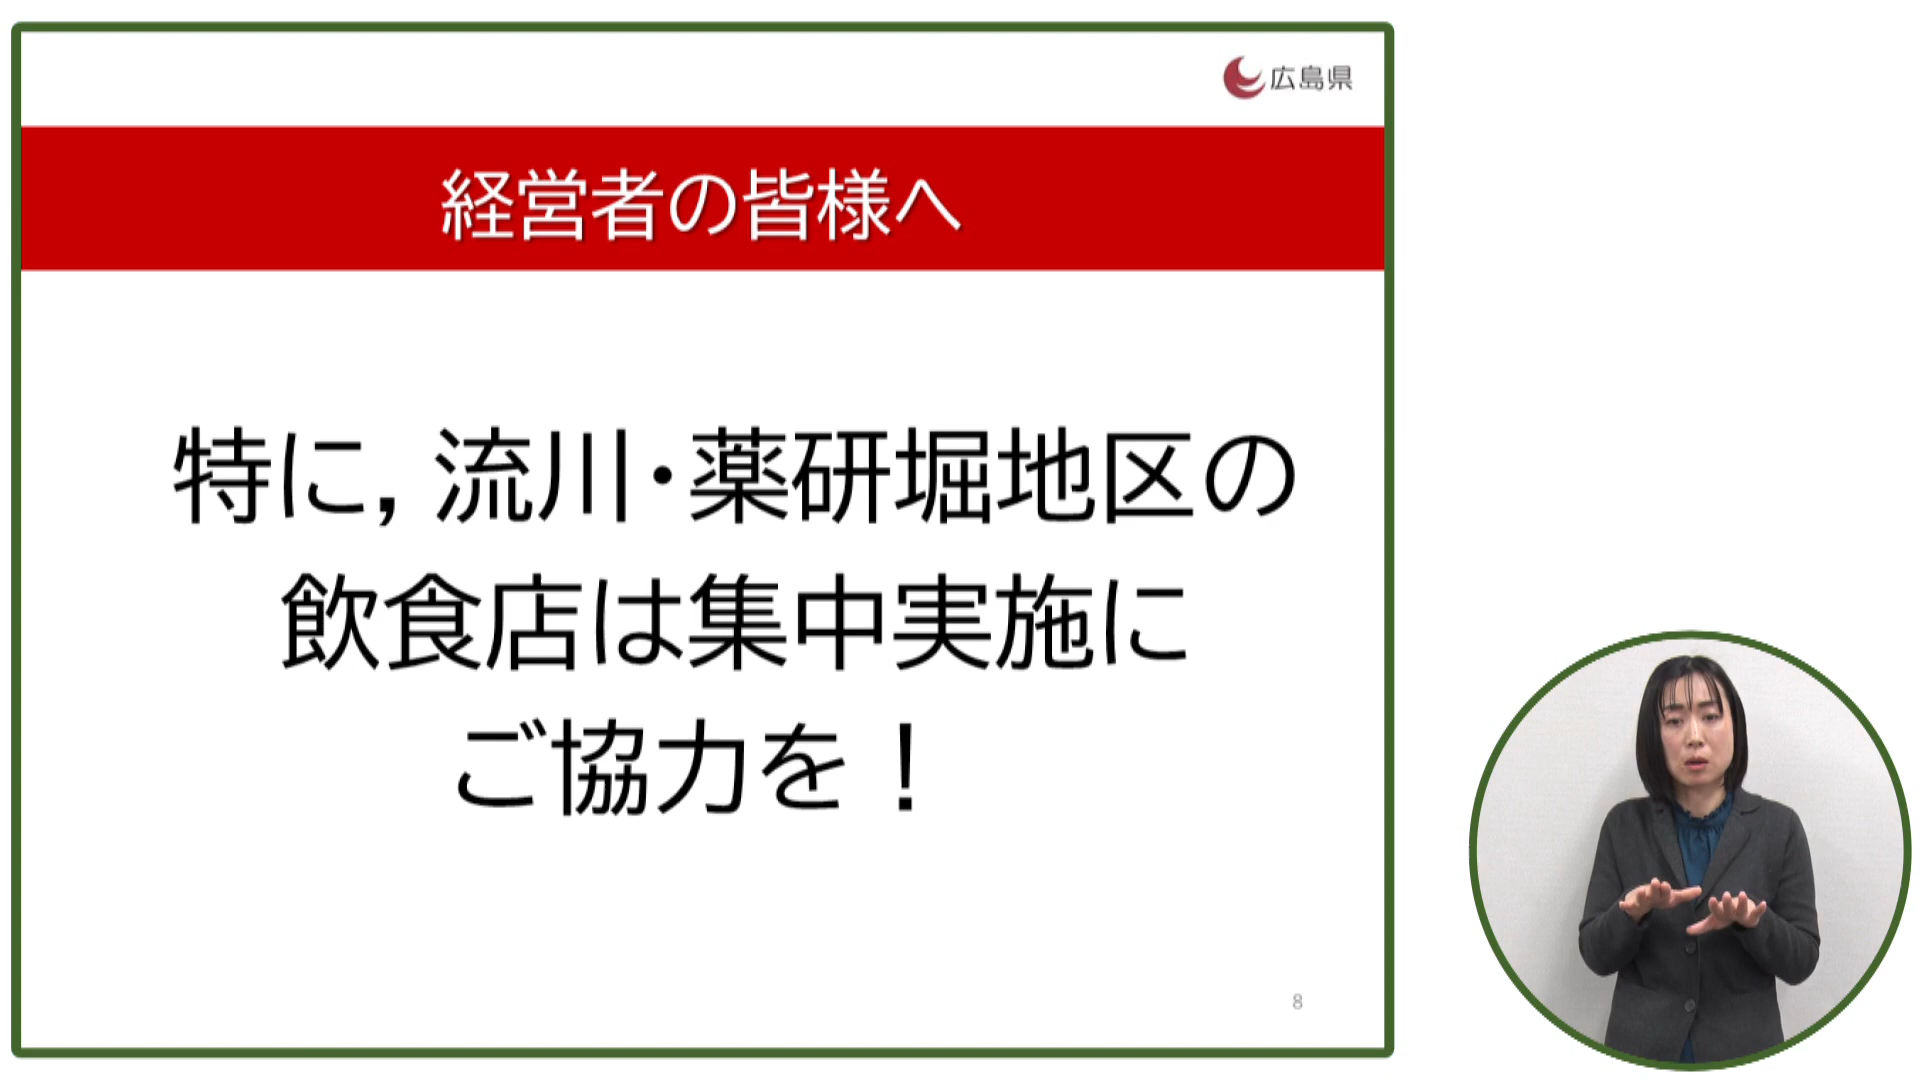 広島県
経営者の皆様へ
特に,流川・薬研堀地区の
飲食店は集中実施に
ご協力を！
8